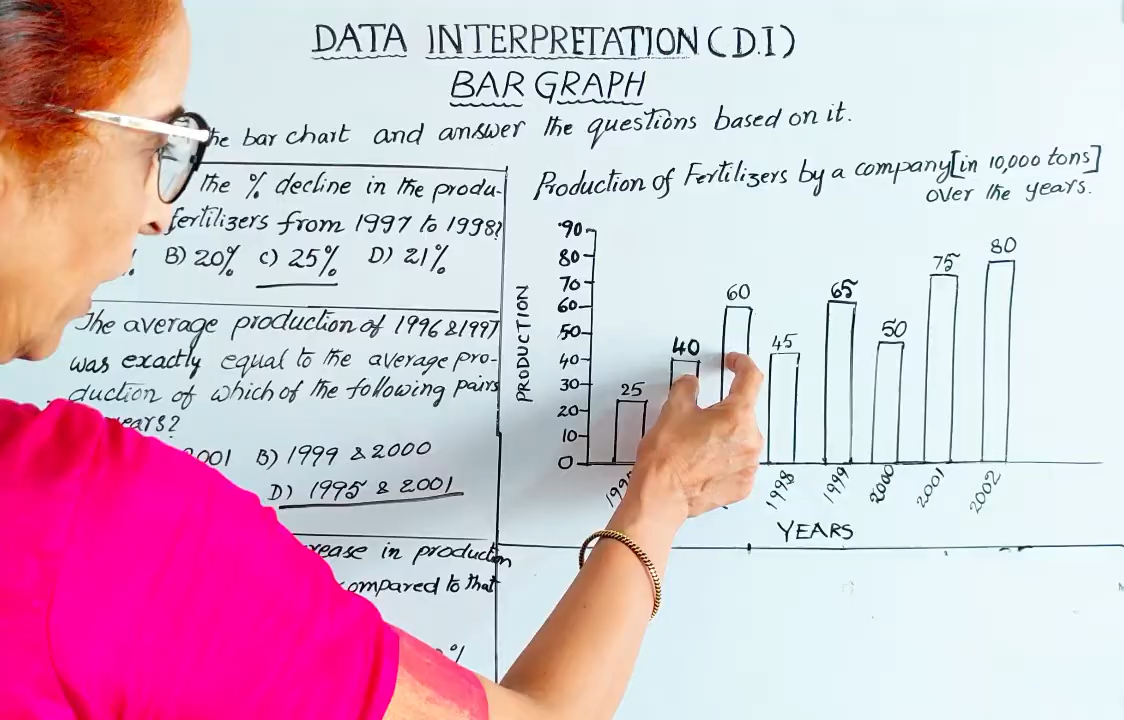 DATA INTERPRETATION (D.I)
BAR GRAPH
the bar chart and answer the questions based on it.
the % decline in the produ-
fertilizers from 1997 to 1998?
B) 20% C) 25% D) 21%
The average production of 1996 & 1997
was exactly equal to the average pro-
duction of which of the following pairs
years?
2001 B) 1999 & 2000
D) 1995 & 2001
in production
compared to that
%
Production of Fertilizers by a company [in 10,000 tons]
over the years.
PRODUCTION
90
80
70
60
50
40
30
20
10
0
25
40
60
45
65
50
75
80
1998
1999
2000
2001
2002
YEARS